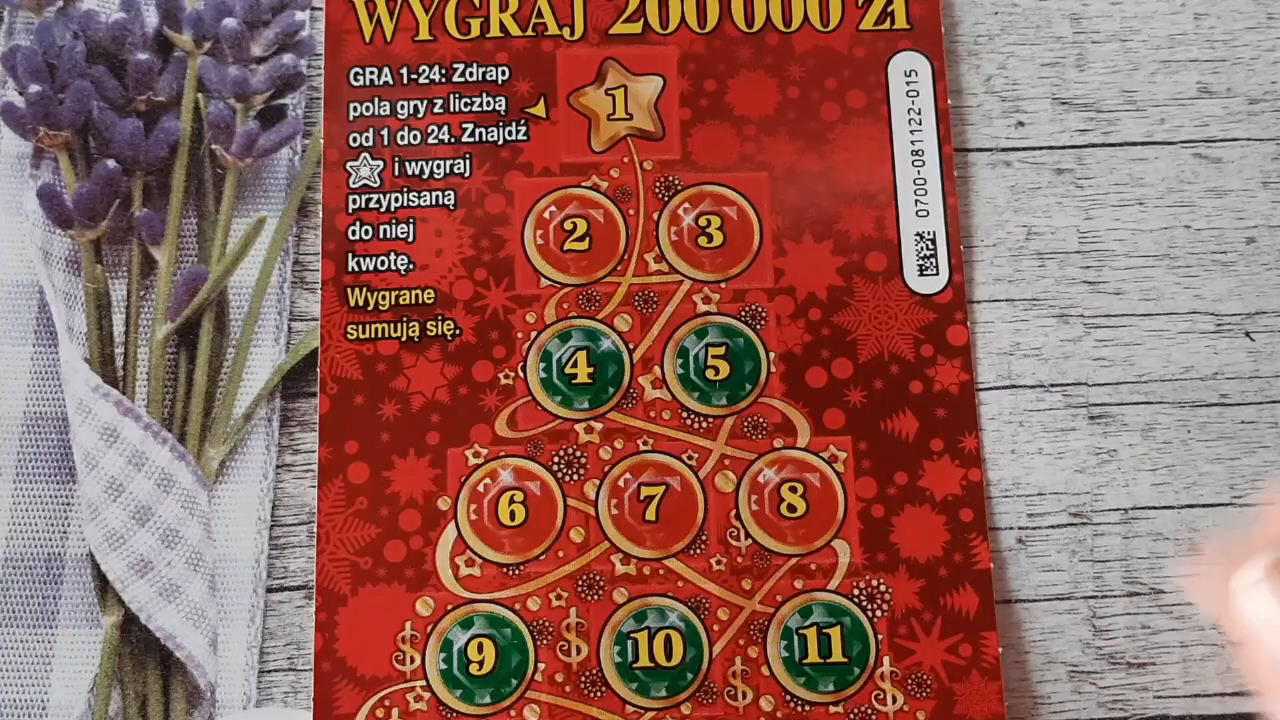 WYGRAJ 200 000 zł
GRA 1-24: Zdrap
pola gry z liczbą
od 1 do 24. Znajdź
i wygraj
przypisaną
do niej
kwotę.
Wygrane
sumują się.
0700-081122-015
1
2 3
4 5
6 7 8
9 10 11